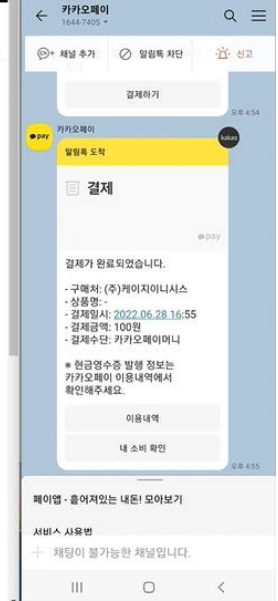 카카오페이
1644-7405
채널 추가
알림톡 차단
신고
결제하기
오후 4:54
pay
카카오페이
kakao
알림톡 도착
결제
pay
결제가 완료되었습니다.
- 구매처: (주)케이지이니시스
- 상품명: -
- 결제일시: 2022.06.28 16:55
- 결제금액: 100원
- 결제수단: 카카오페이머니
※ 현금영수증 발행 정보는
카카오페이 이용내역에서
확인해주세요.
이용내역
내 소비 확인
오후 4:55
페이앱 - 흩어져있는 내돈! 모아보기
서비스 사용법
채팅이 불가능한 채널입니다.